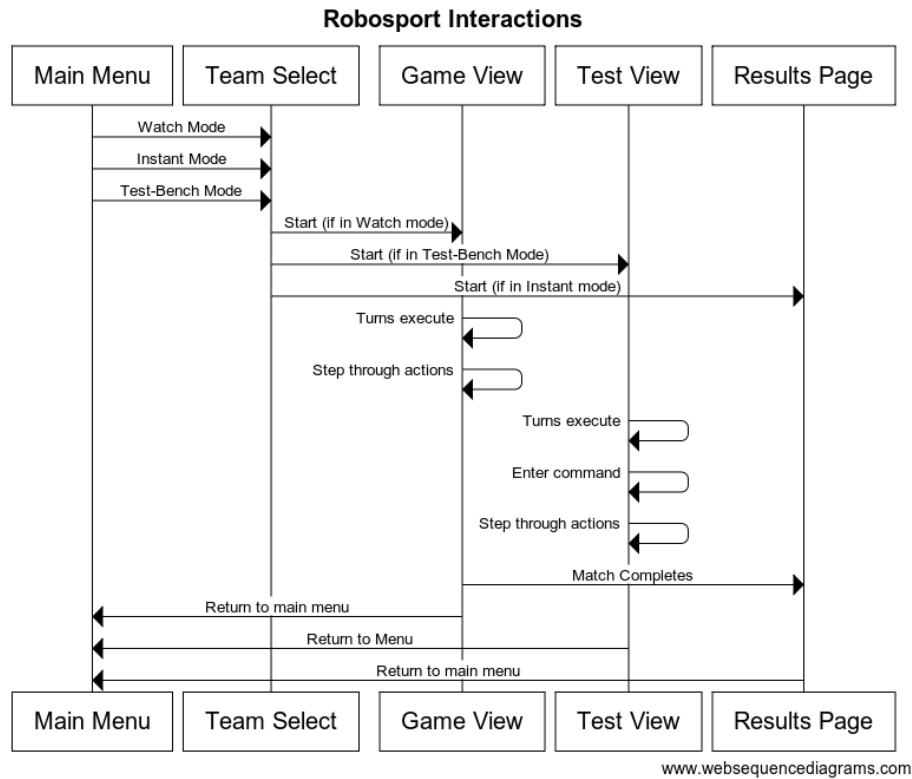 Robosport Interactions
Main Menu Team Select Game View Test View Results Page
Watch Mode
Instant Mode
Test-Bench Mode
Start (if in Watch mode)
Start (if in Test-Bench Mode)
Start (if in Instant mode)
Turns execute
Step through actions
Turns execute
Enter command
Step through actions
Match Completes
Return to main menu
Return to Menu
Return to main menu
Main Menu Team Select Game View Test View Results Page
www.websequencediagrams.com